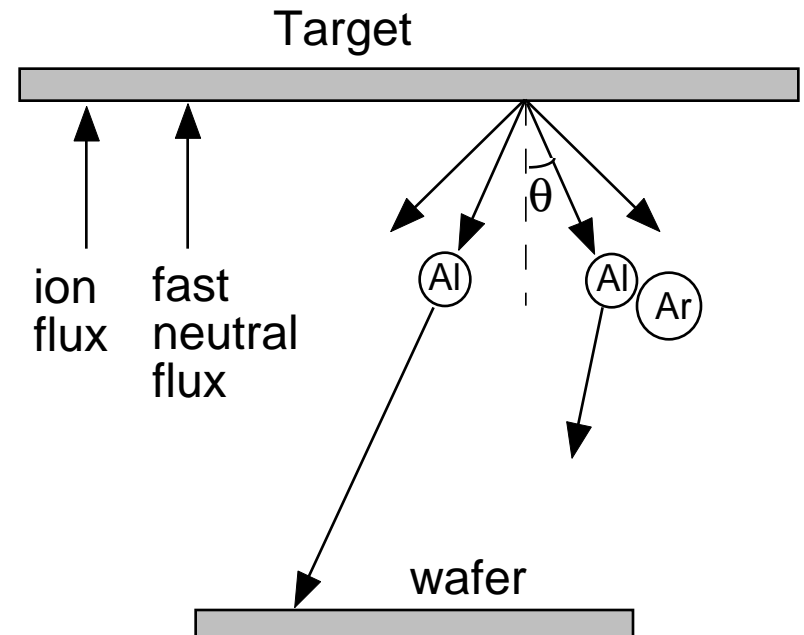 Target
θ
Al
Al
Ar
ion
flux
fast
neutral
flux
wafer